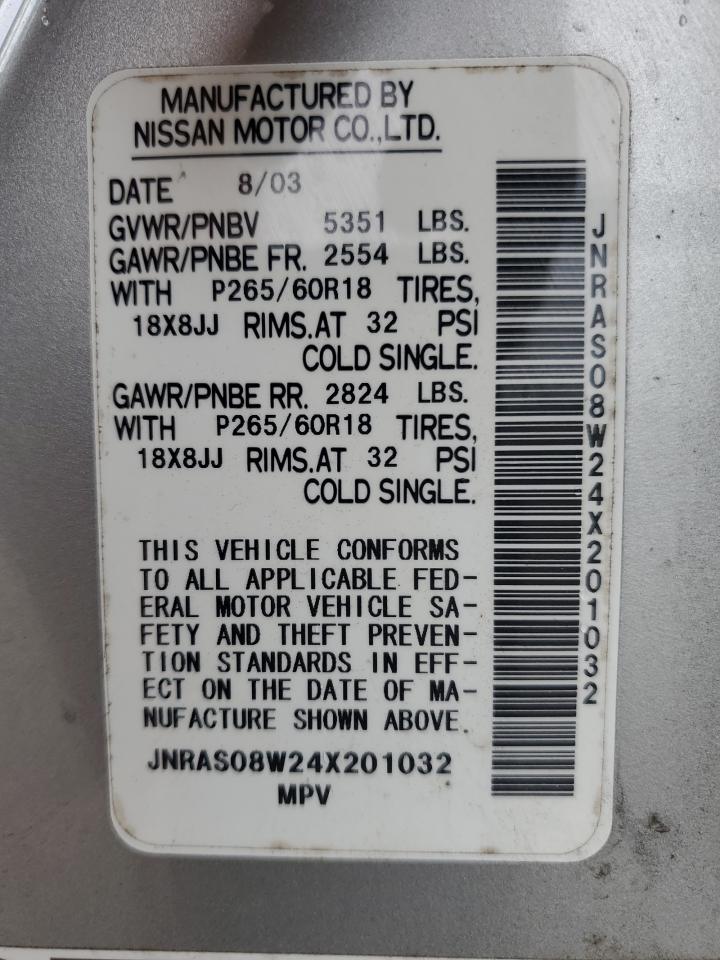 MANUFACTURED BY
NISSAN MOTOR CO.,LTD.
DATE 8/03
GVWR/PNBV 5351 LBS.
GAWR/PNBE FR. 2554 LBS.
WITH P265/60R18 TIRES,
18X8JJ RIMS.AT 32 PSI
COLD SINGLE.
GAWR/PNBE RR. 2824 LBS.
WITH P265/60R18 TIRES,
18X8JJ RIMS.AT 32 PSI
COLD SINGLE.
THIS VEHICLE CONFORMS
TO ALL APPLICABLE FED-
ERAL MOTOR VEHICLE SA-
FETY AND THEFT PREVEN-
TION STANDARDS IN EFF-
ECT ON THE DATE OF MA-
NUFACTURE SHOWN ABOVE.
JNRAS08W24X201032
MPV
JNRAS08W24X201032